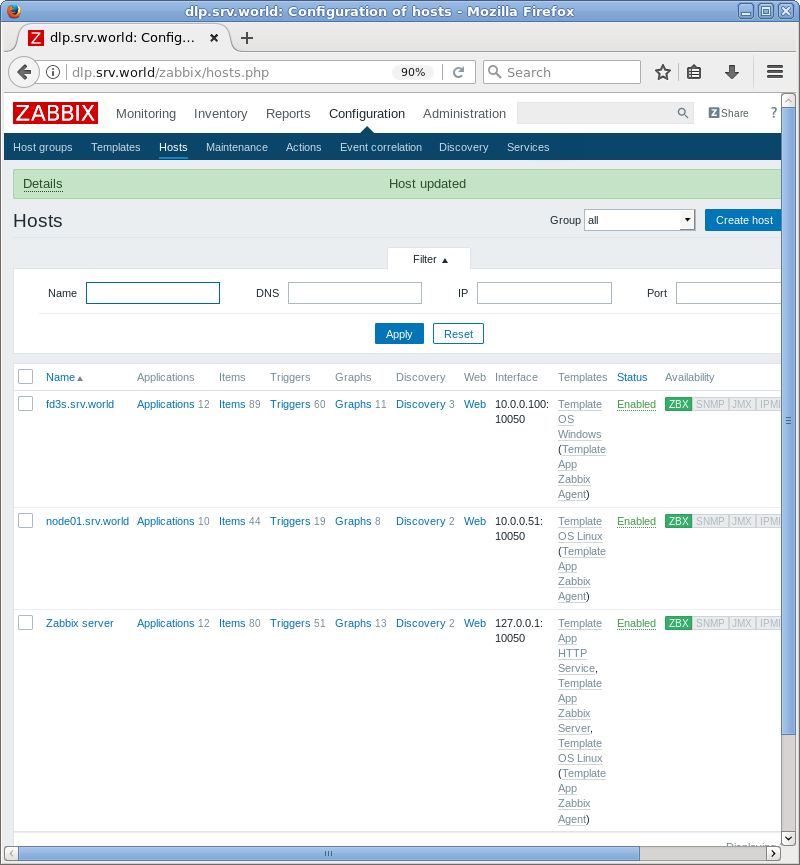 dlp.srv.world: Configuration of hosts - Mozilla Firefox
Z dlp.srv.world: Config...
dlp.srv.world/zabbix/hosts.php 90% Search
ZABBIX Monitoring Inventory Reports Configuration Administration Z Share ?
Host groups Templates Hosts Maintenance Actions Event correlation Discovery Services
Details Host updated
Hosts Group all Create host
Filter
Name DNS IP Port
Apply Reset
Name Applications Items Triggers Graphs Discovery Web Interface Templates Status Availability
fd3s.srv.world Applications 12 Items 89 Triggers 60 Graphs 11 Discovery 3 Web 10.0.0.100: Template Enabled ZBX SNMP JMX IPMI
10050 OS
Windows
(Template
App
Zabbix
Agent)
node01.srv.world Applications 10 Items 44 Triggers 19 Graphs 8 Discovery 2 Web 10.0.0.51: Template Enabled ZBX SNMP JMX IPMI
10050 OS Linux
(Template
App
Zabbix
Agent)
Zabbix server Applications 12 Items 80 Triggers 51 Graphs 13 Discovery 2 Web 127.0.0.1: Template Enabled ZBX SNMP JMX IPMI
10050 App
HTTP
Service,
Template
App
Zabbix
Server,
Template
OS Linux
(Template
App
Zabbix
Agent)